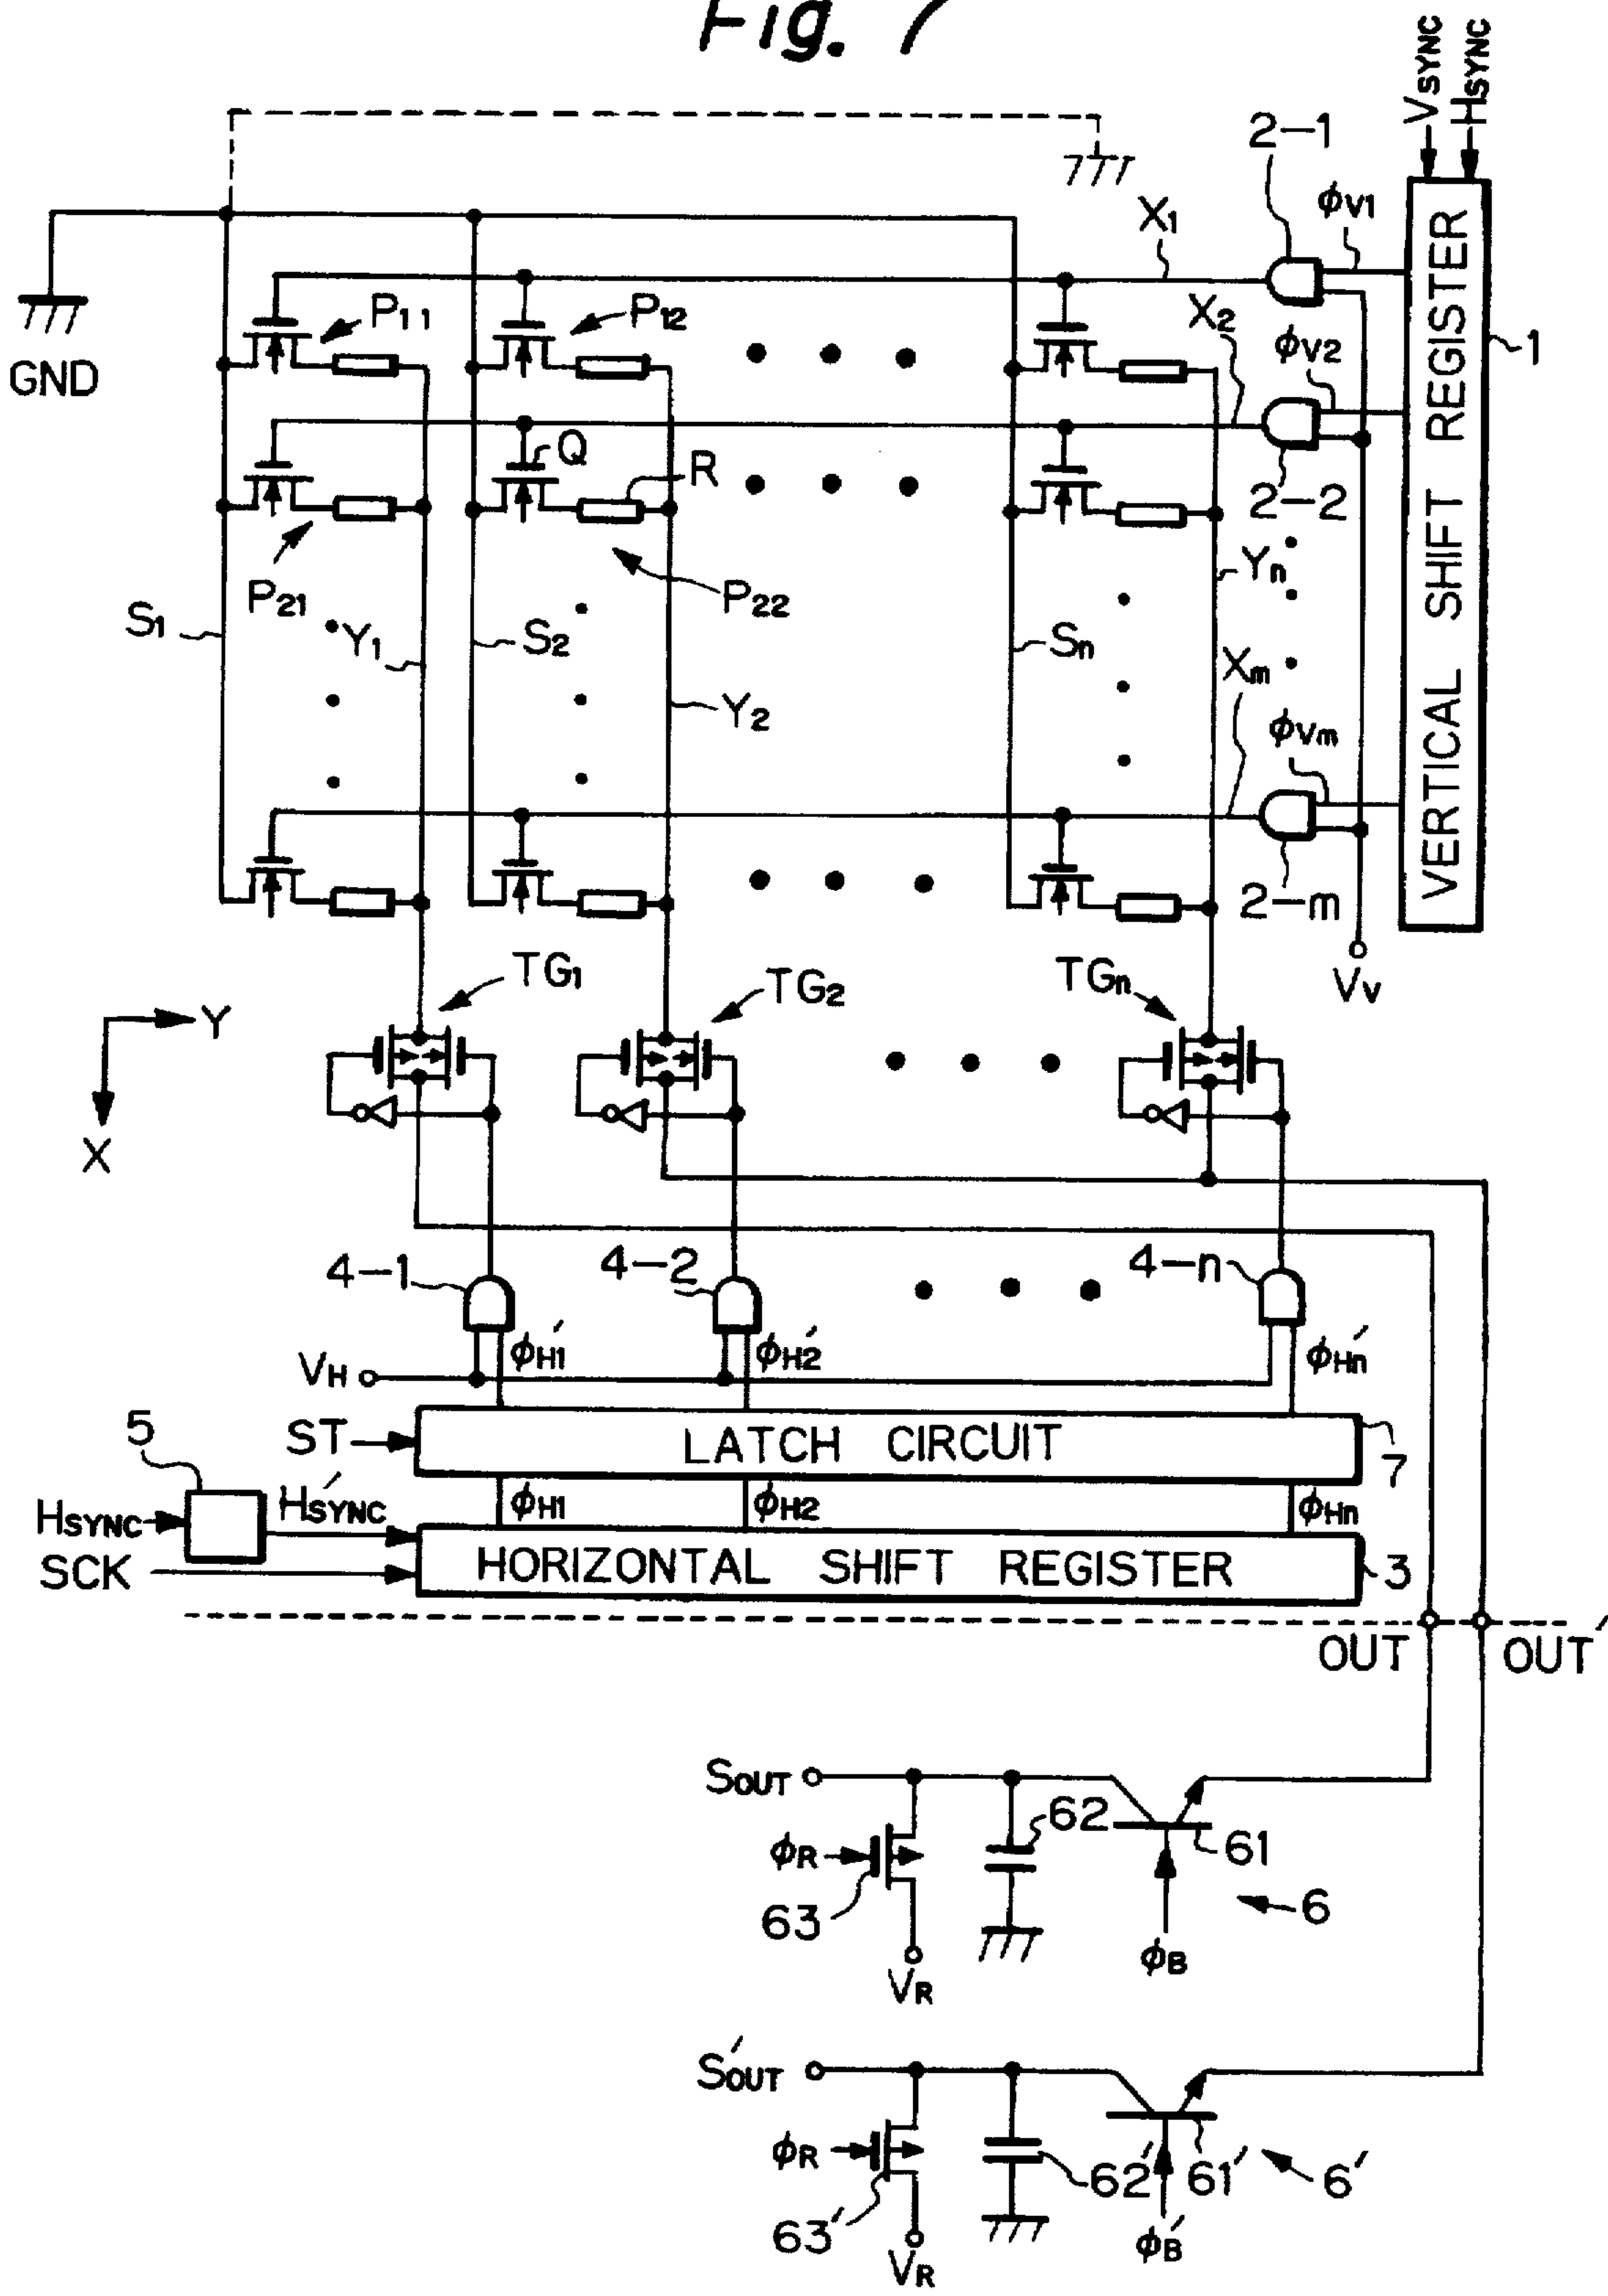 Fig. 7
VSYNC
HSYNC
2-1
X1
ϕV1
P11
P12
X2
ϕV2
1
GND
VERTICAL SHIFT REGISTER
Q
R
2-2
P21
P22
Yn
S1
Y1
S2
Sn
Xm
Y2
ϕVm
2-m
TG1
TG2
TGn
VV
Y
X
4-1
4-2
4-n
ϕH1'
ϕH2'
ϕHn'
VH
5
ST
LATCH CIRCUIT
7
HSYNC
H'SYNC
ϕH1
ϕH2
ϕHn
SCK
HORIZONTAL SHIFT REGISTER
3
OUT
OUT'
SOUT
62
61
ϕR
63
6
ϕB
VR
S'OUT
ϕR
62'
61'
6'
63'
ϕB'
VR